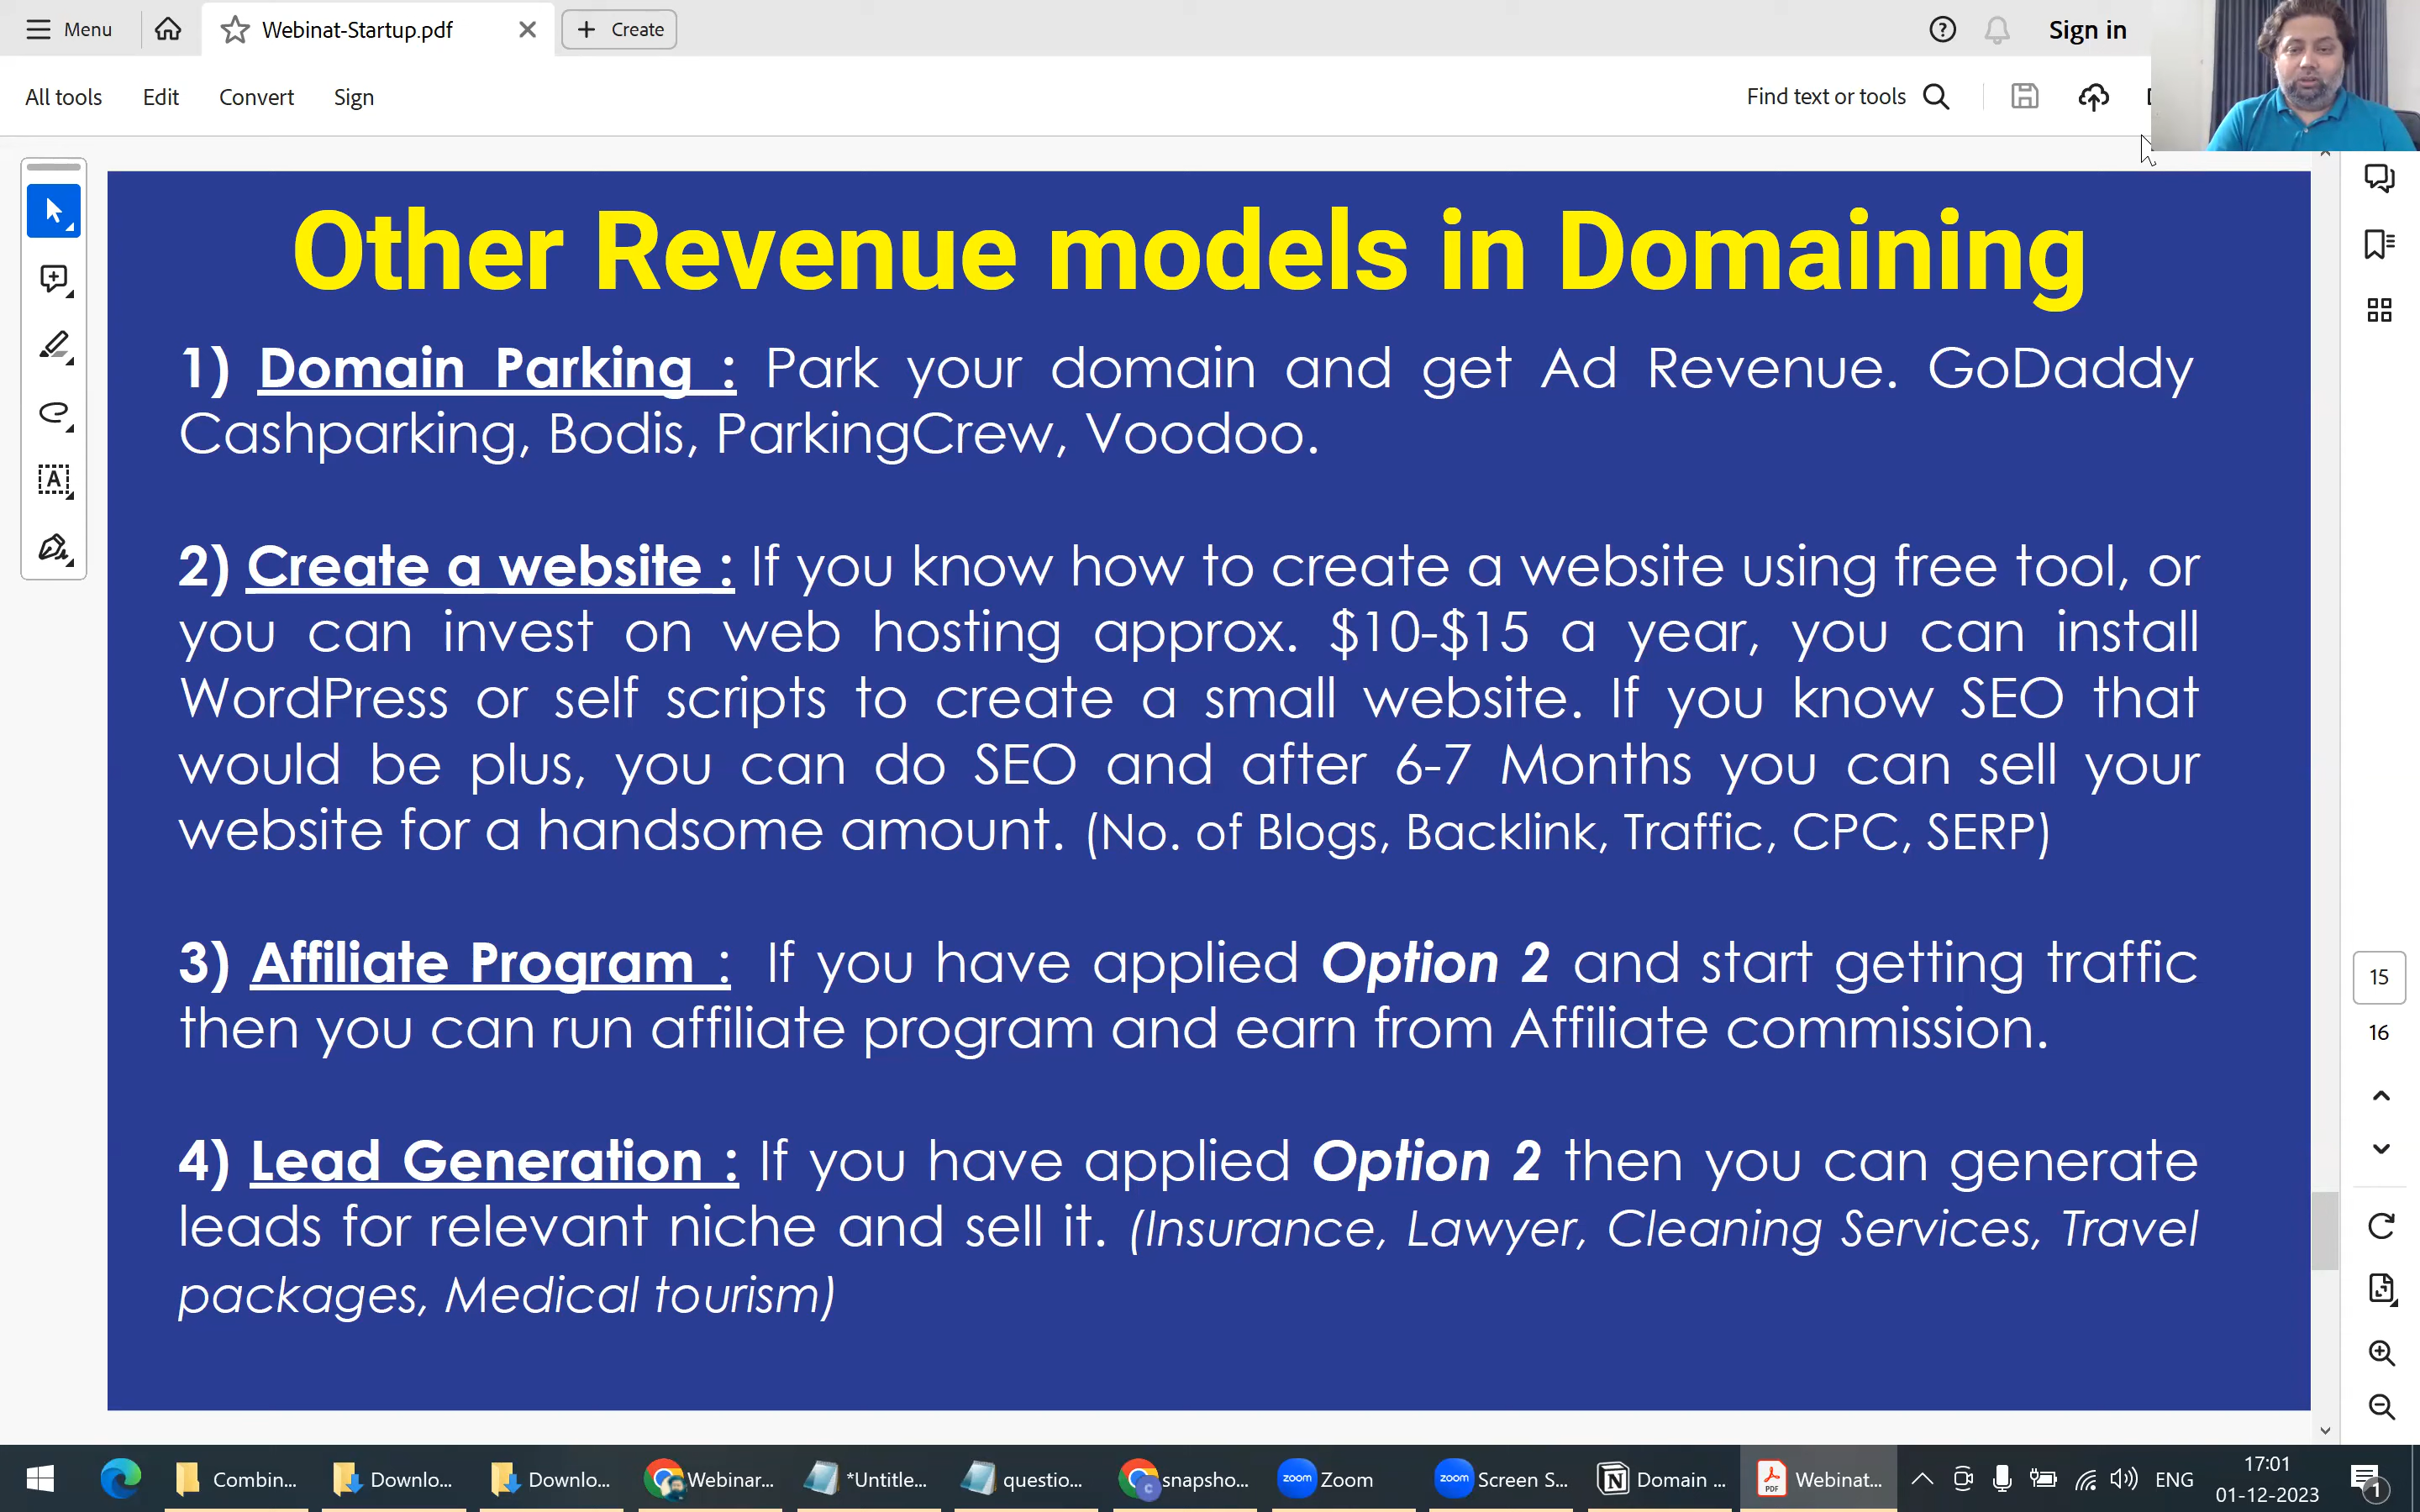 Menu
Webinat-Startup.pdf
Create
Sign in
All tools
Edit
Convert
Sign
Find text or tools
Other Revenue models in Domaining
1) Domain Parking : Park your domain and get Ad Revenue. GoDaddy
Cashparking, Bodis, ParkingCrew, Voodoo.
2) Create a website : If you know how to create a website using free tool, or
you can invest on web hosting approx. $10-$15 a year, you can install
WordPress or self scripts to create a small website. If you know SEO that
would be plus, you can do SEO and after 6-7 Months you can sell your
website for a handsome amount. (No. of Blogs, Backlink, Traffic, CPC, SERP)
3) Affiliate Program : If you have applied Option 2 and start getting traffic
then you can run affiliate program and earn from Affiliate commission.
4) Lead Generation : If you have applied Option 2 then you can generate
leads for relevant niche and sell it. (Insurance, Lawyer, Cleaning Services, Travel
packages, Medical tourism)
15
16
Combin...
Downlo...
Downlo...
Webinar...
*Untitle...
questio...
snapsho...
zoom Zoom
zoom Screen S...
Domain ...
PDF Webinat...
ENG
17:01
01-12-2023
1